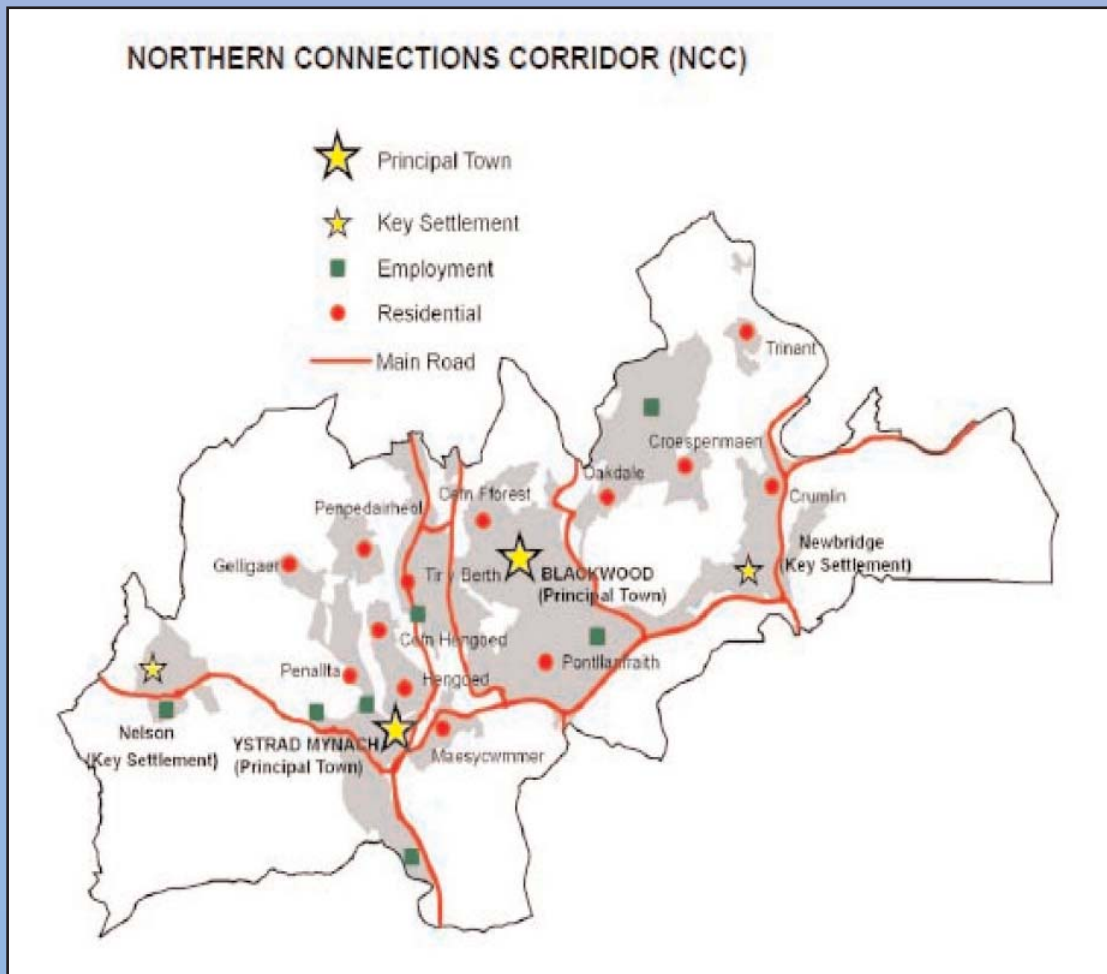 NORTHERN CONNECTIONS CORRIDOR (NCC)
Principal Town
Key Settlement
Employment
Residential
Main Road
Trinant
Croespenmaen
Oakdale
Cefn Fforest
Crumlin
Penpedairheol
Newbridge
(Key Settlement)
Gelligaer
Tir y Berth
BLACKWOOD
(Principal Town)
Cefn Hengoed
Penallta
Hengoed
Pontllanfraith
Nelson
(Key Settlement)
YSTRAD MYNACH
(Principal Town)
Maesycwmmer